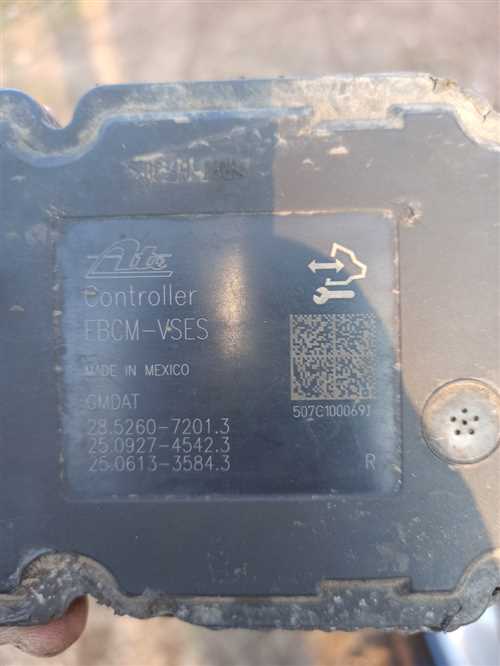 Ate
Controller
EBCM-VSES
MADE IN MEXICO
GMDAT
28.5260-7201.3
25.0927-4542.3
25.0613-3584.3
507C100069J
R